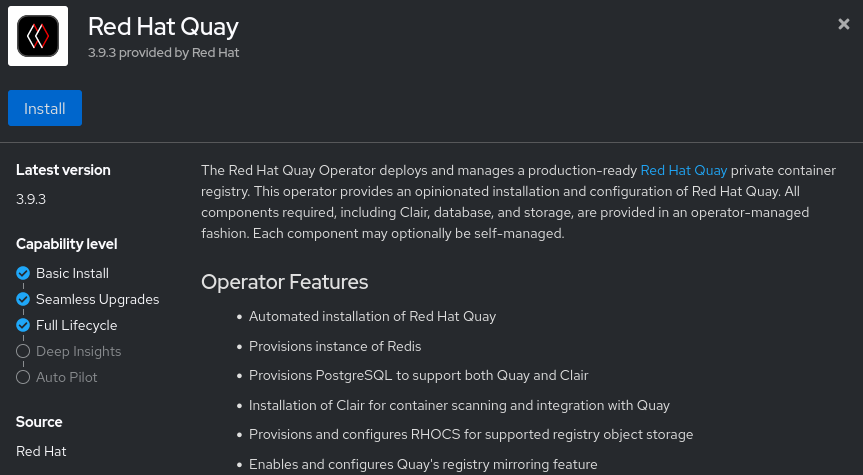 Red Hat Quay
3.9.3 provided by Red Hat
Install
Latest version
3.9.3
Capability level
Basic Install
Seamless Upgrades
Full Lifecycle
Deep Insights
Auto Pilot
Source
Red Hat
The Red Hat Quay Operator deploys and manages a production-ready Red Hat Quay private container
registry. This operator provides an opinionated installation and configuration of Red Hat Quay. All
components required, including Clair, database, and storage, are provided in an operator-managed
fashion. Each component may optionally be self-managed.
Operator Features
• Automated installation of Red Hat Quay
• Provisions instance of Redis
• Provisions PostgreSQL to support both Quay and Clair
• Installation of Clair for container scanning and integration with Quay
• Provisions and configures RHOCS for supported registry object storage
• Enables and configures Quay's registry mirroring feature